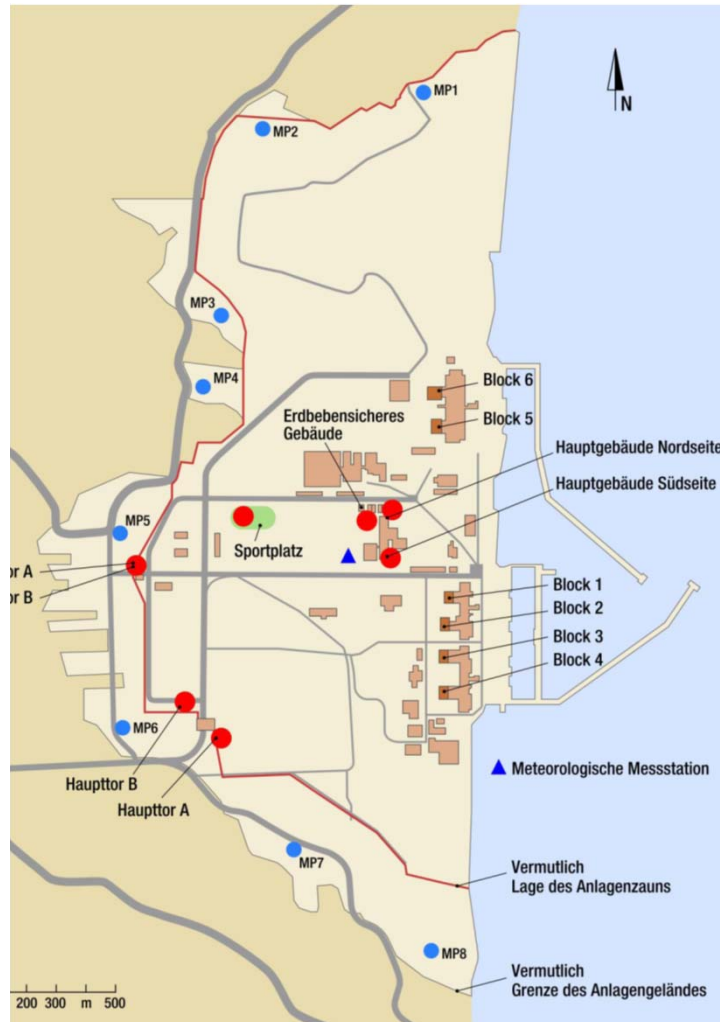 MP1
N
MP2
MP3
MP4
Block 6
Block 5
Erdbebensicheres
Gebäude
Hauptgebäude Nordseite
Hauptgebäude Südseite
MP5
Sportplatz
or A
or B
Block 1
Block 2
Block 3
Block 4
MP6
Haupttor B
Haupttor A
Meteorologische Messstation
MP7
Vermutlich
Lage des Anlagenzauns
MP8
Vermutlich
Grenze des Anlagengeländes
200 300 m 500